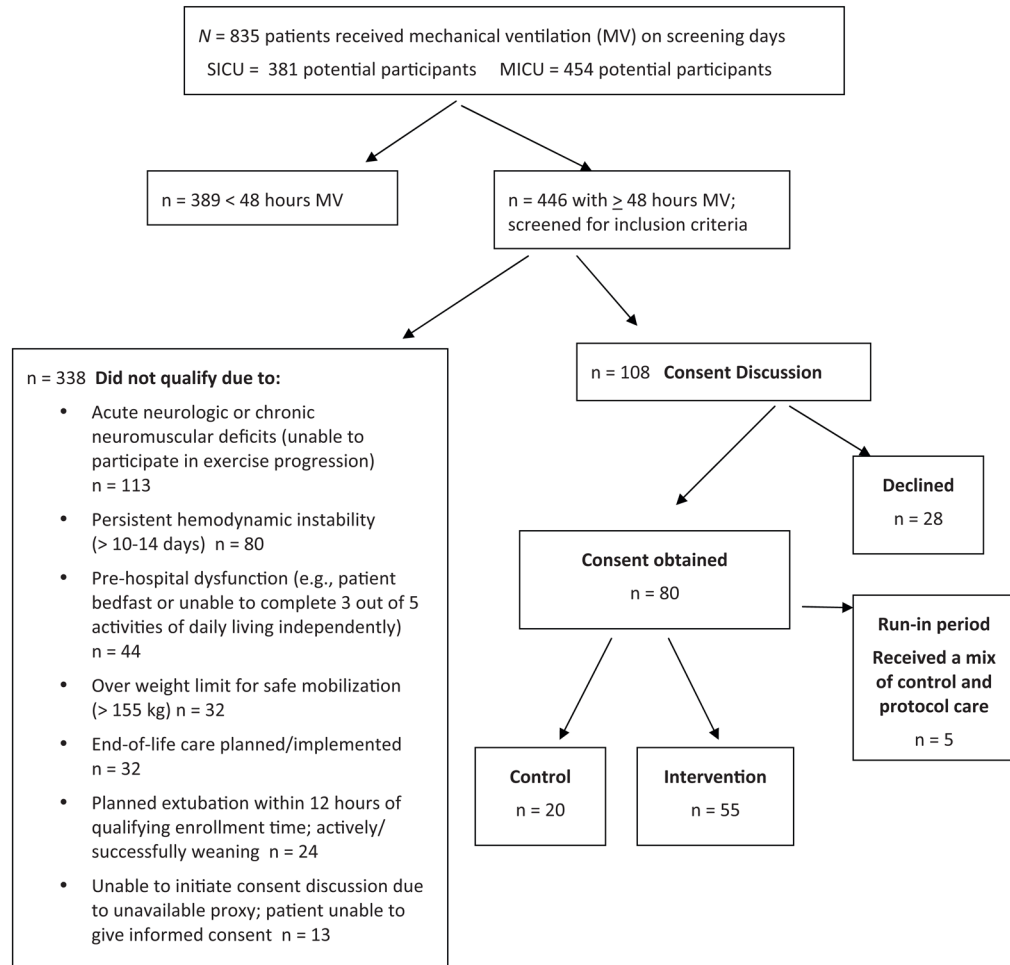 N = 835 patients received mechanical ventilation (MV) on screening days
SICU = 381 potential participants MICU = 454 potential participants
n = 389 < 48 hours MV
n = 446 with ≥ 48 hours MV;
screened for inclusion criteria
n = 338 Did not qualify due to:
• Acute neurologic or chronic
neuromuscular deficits (unable to
participate in exercise progression)
n = 113
• Persistent hemodynamic instability
(> 10-14 days) n = 80
• Pre-hospital dysfunction (e.g., patient
bedfast or unable to complete 3 out of 5
activities of daily living independently)
n = 44
• Over weight limit for safe mobilization
(> 155 kg) n = 32
• End-of-life care planned/implemented
n = 32
• Planned extubation within 12 hours of
qualifying enrollment time; actively/
successfully weaning n = 24
• Unable to initiate consent discussion due
to unavailable proxy; patient unable to
give informed consent n = 13
n = 108 Consent Discussion
Declined
n = 28
Consent obtained
n = 80
Run-in period
Received a mix
of control and
protocol care
n = 5
Control
n = 20
Intervention
n = 55